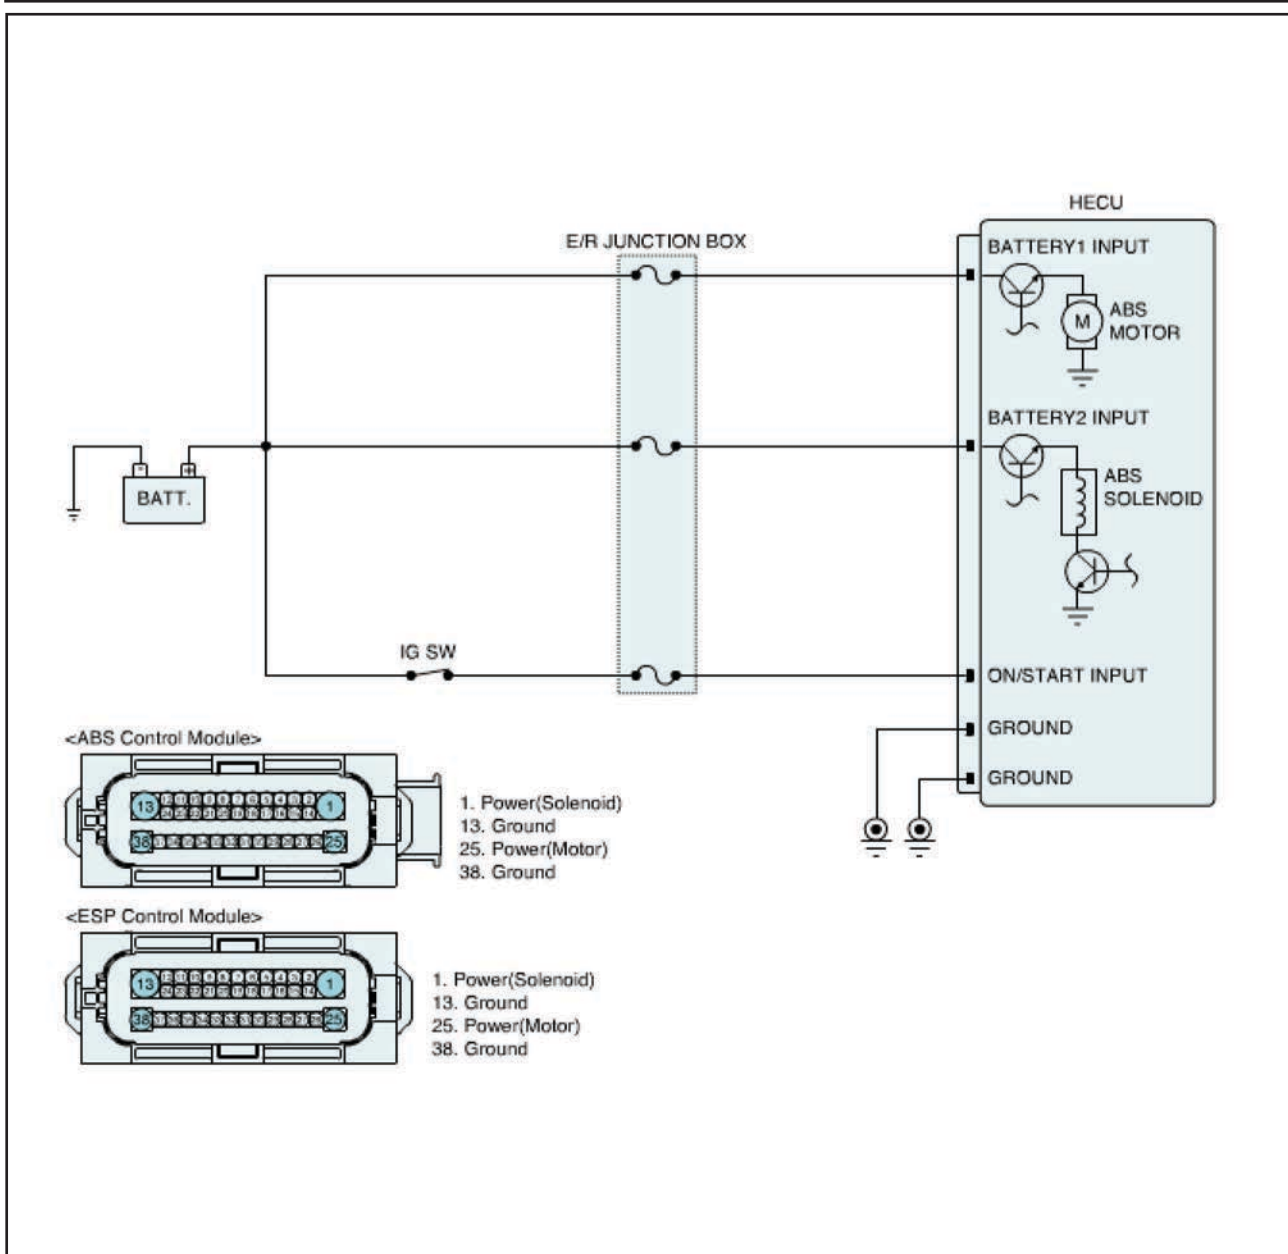 HECU
E/R JUNCTION BOX
BATTERY1 INPUT
M
ABS
MOTOR
BATTERY2 INPUT
ABS
SOLENOID
BATT.
IG SW
ON/START INPUT
GROUND
GROUND
<ABS Control Module>
13
1
38
25
1. Power(Solenoid)
13. Ground
25. Power(Motor)
38. Ground
<ESP Control Module>
13
1
38
25
1. Power(Solenoid)
13. Ground
25. Power(Motor)
38. Ground